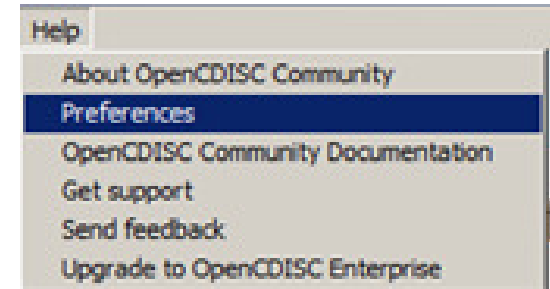 Help
About OpenCDISC Community
Preferences
OpenCDISC Community Documentation
Get support
Send feedback
Upgrade to OpenCDISC Enterprise